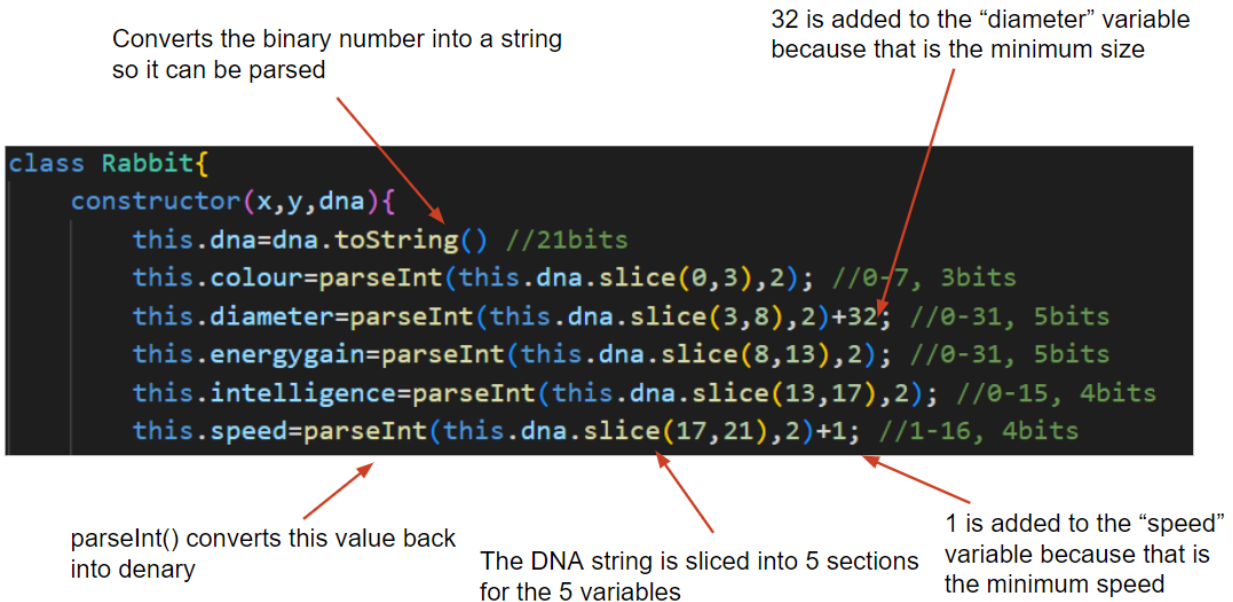 Converts the binary number into a string
so it can be parsed
32 is added to the “diameter” variable
because that is the minimum size
class Rabbit{
constructor(x,y,dna){
this.dna=dna.toString() //21bits
this.colour=parseInt(this.dna.slice(0,3),2); //0-7, 3bits
this.diameter=parseInt(this.dna.slice(3,8),2)+32; //0-31, 5bits
this.energygain=parseInt(this.dna.slice(8,13),2); //0-31, 5bits
this.intelligence=parseInt(this.dna.slice(13,17),2); //0-15, 4bits
this.speed=parseInt(this.dna.slice(17,21),2)+1; //1-16, 4bits
parseInt() converts this value back
into denary
The DNA string is sliced into 5 sections
for the 5 variables
1 is added to the “speed”
variable because that is
the minimum speed